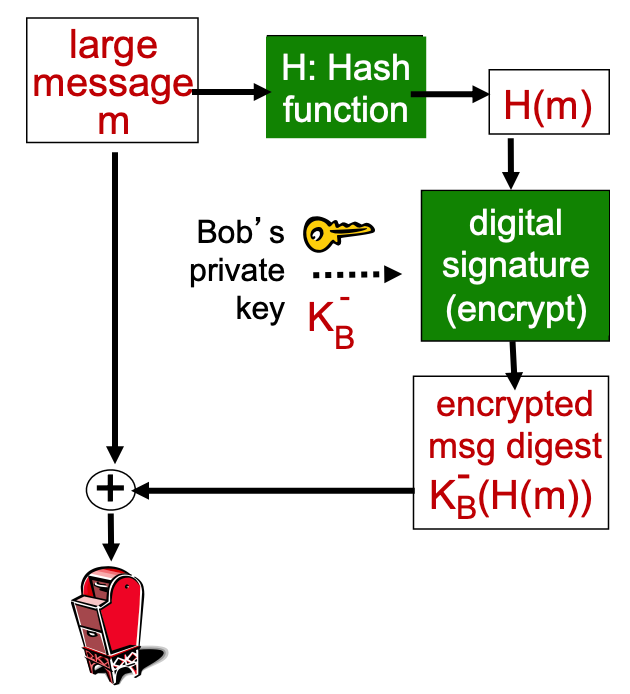 large
message
m
H: Hash
function
H(m)
Bob’s
private
key
K_B^-
digital
signature
(encrypt)
encrypted
msg digest
K_B^-(H(m))
+